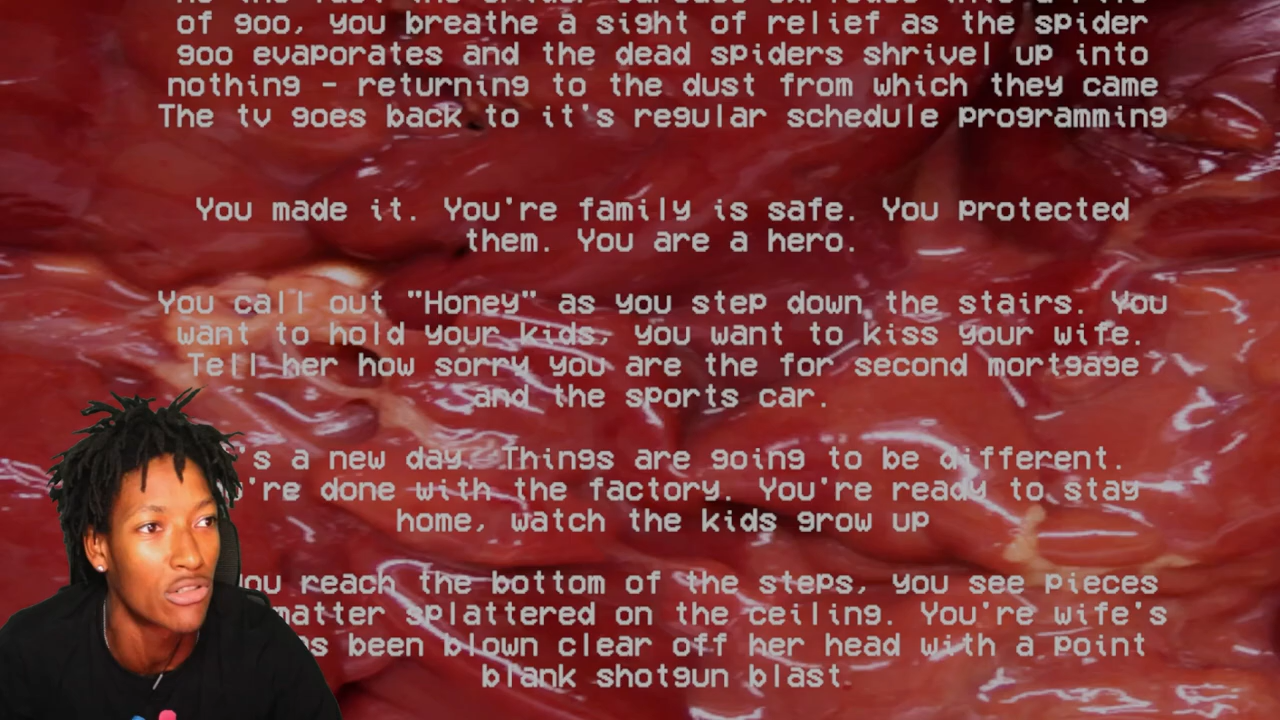 of goo, you breathe a sight of relief as the spider
goo evaporates and the dead spiders shrivel up into
nothing - returning to the dust from which they came
The tv goes back to it's regular schedule programming
You made it. You're family is safe. You protected
them. You are a hero.
You call out "Honey" as you step down the stairs. You
want to hold your kids, you want to kiss your wife.
Tell her how sorry you are the for second mortgage
and the sports car.
's a new day. Things are going to be different.
're done with the factory. You're ready to stay
home, watch the kids grow up
you reach the bottom of the steps, you see pieces
matter splattered on the ceiling. You're wife's
been blown clear off her head with a point
blank shotgun blast